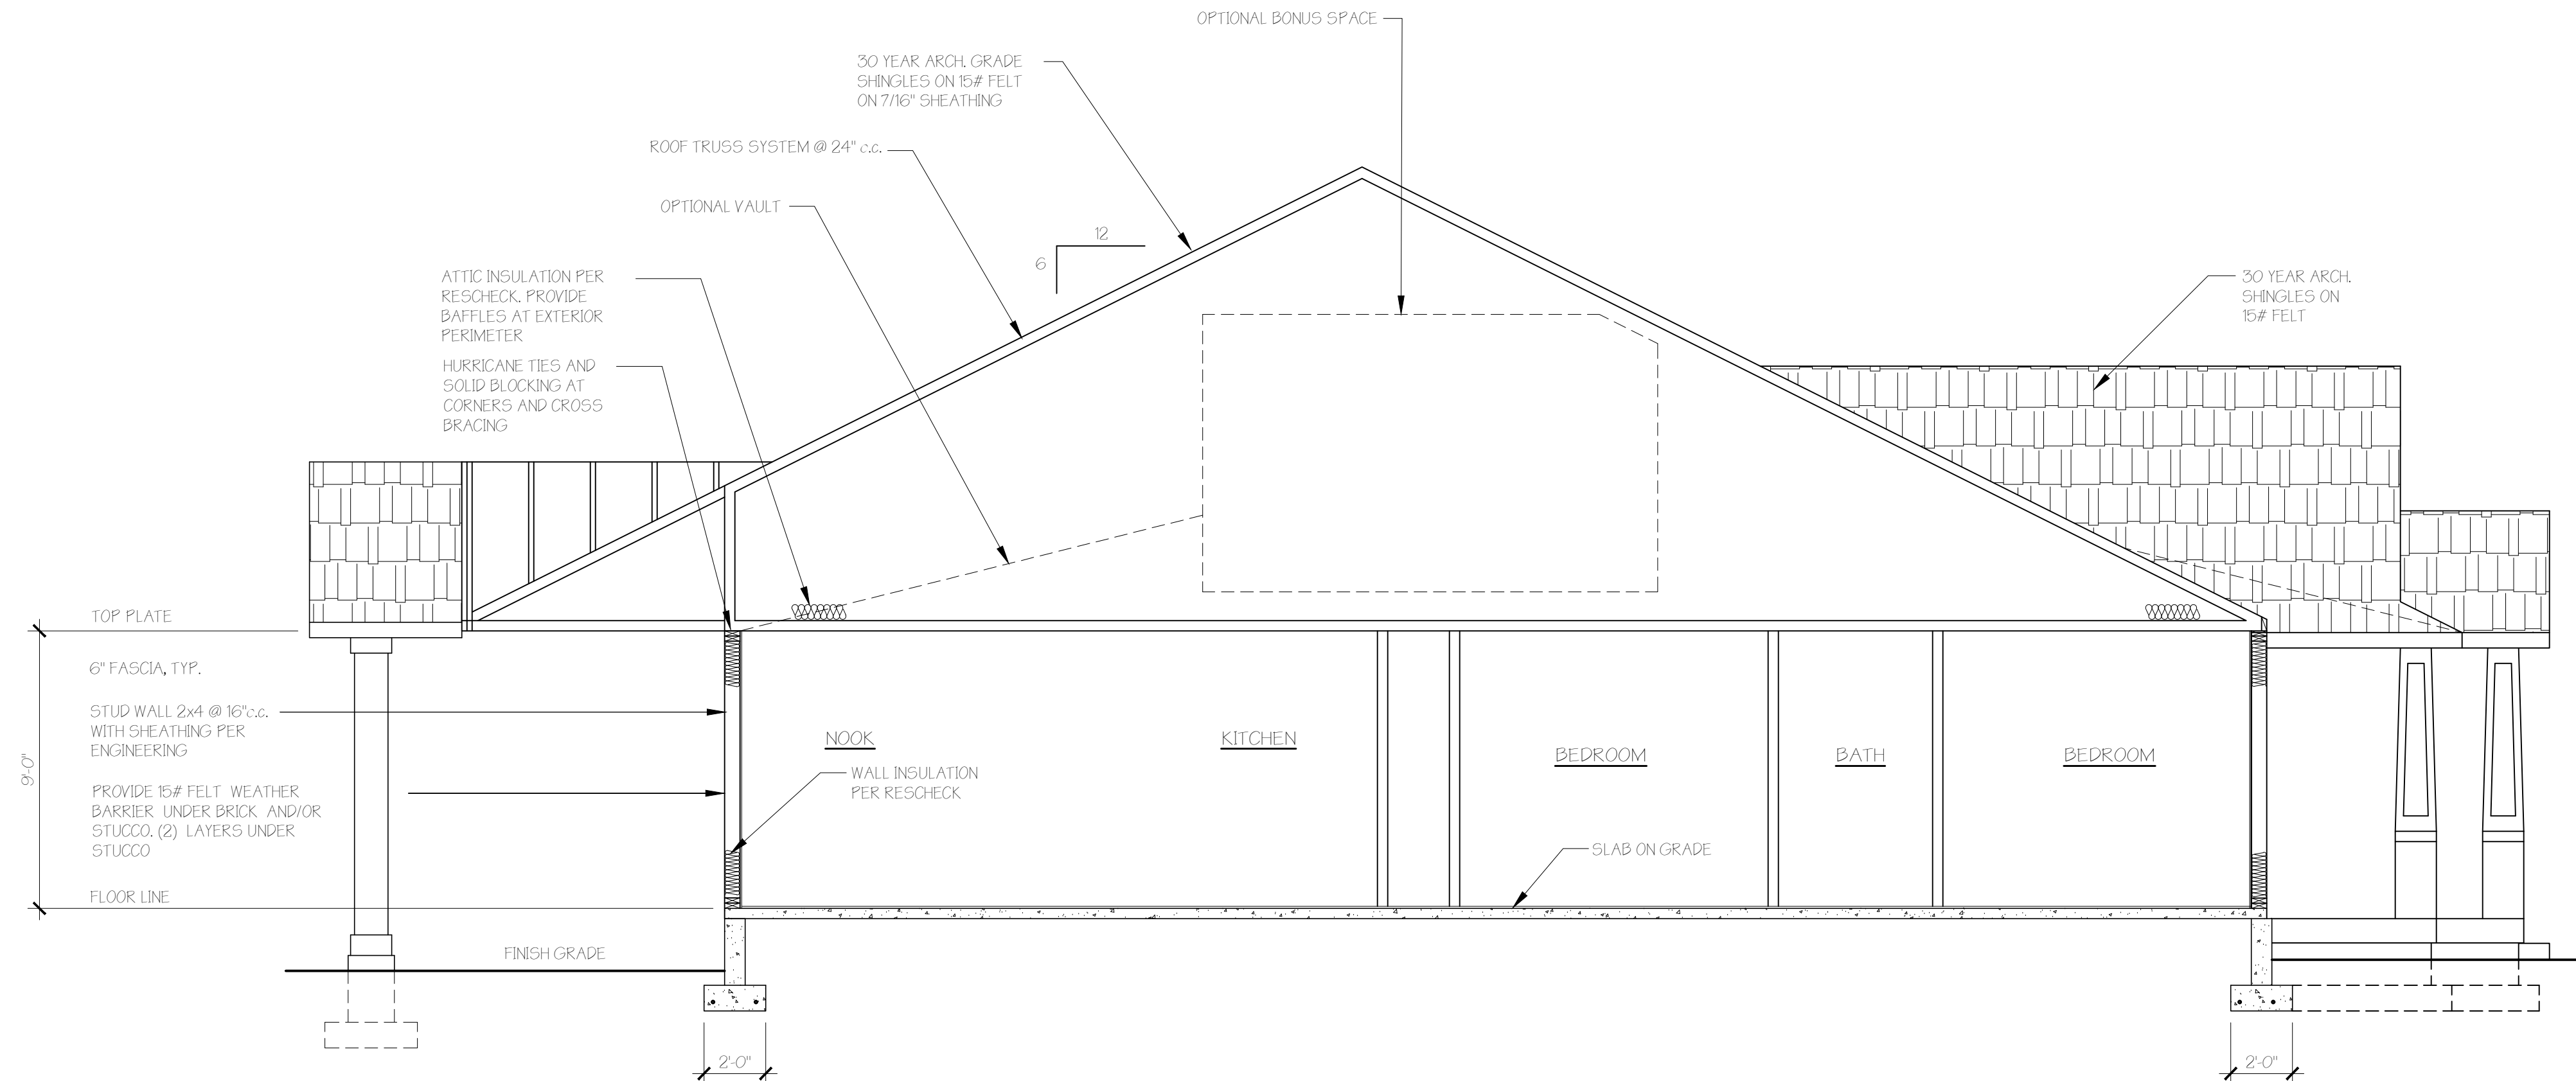 OPTIONAL BONUS SPACE
30 YEAR ARCH. GRADE
SHINGLES ON 15# FELT
ON 7/16" SHEATHING
ROOF TRUSS SYSTEM @ 24" c.c.
OPTIONAL VAULT
12
6
ATTIC INSULATION PER
RESCHECK. PROVIDE
BAFFLES AT EXTERIOR
PERIMETER
HURRICANE TIES AND
SOLID BLOCKING AT
CORNERS AND CROSS
BRACING
30 YEAR ARCH.
SHINGLES ON
15# FELT
TOP PLATE
6" FASCIA, TYP.
STUD WALL 2x4 @ 16"c.c.
WITH SHEATHING PER
ENGINEERING
9'-0"
PROVIDE 15# FELT WEATHER
BARRIER UNDER BRICK AND/OR
STUCCO. (2) LAYERS UNDER
STUCCO
FLOOR LINE
FINISH GRADE
NOOK
KITCHEN
BEDROOM
BATH
BEDROOM
WALL INSULATION
PER RESCHECK
SLAB ON GRADE
2'-0"
2'-0"